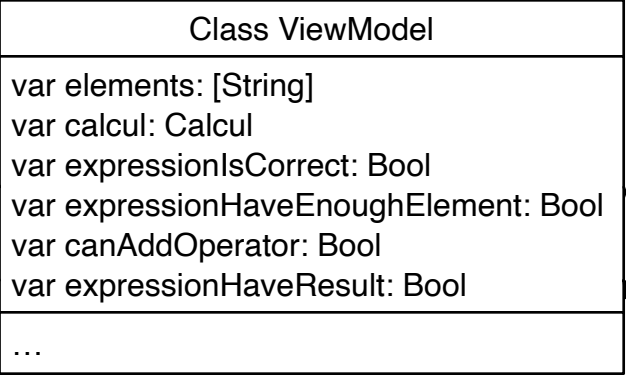 Class ViewModel
var elements: [String]
var calcul: Calcul
var expressionIsCorrect: Bool
var expressionHaveEnoughElement: Bool
var canAddOperator: Bool
var expressionHaveResult: Bool
…